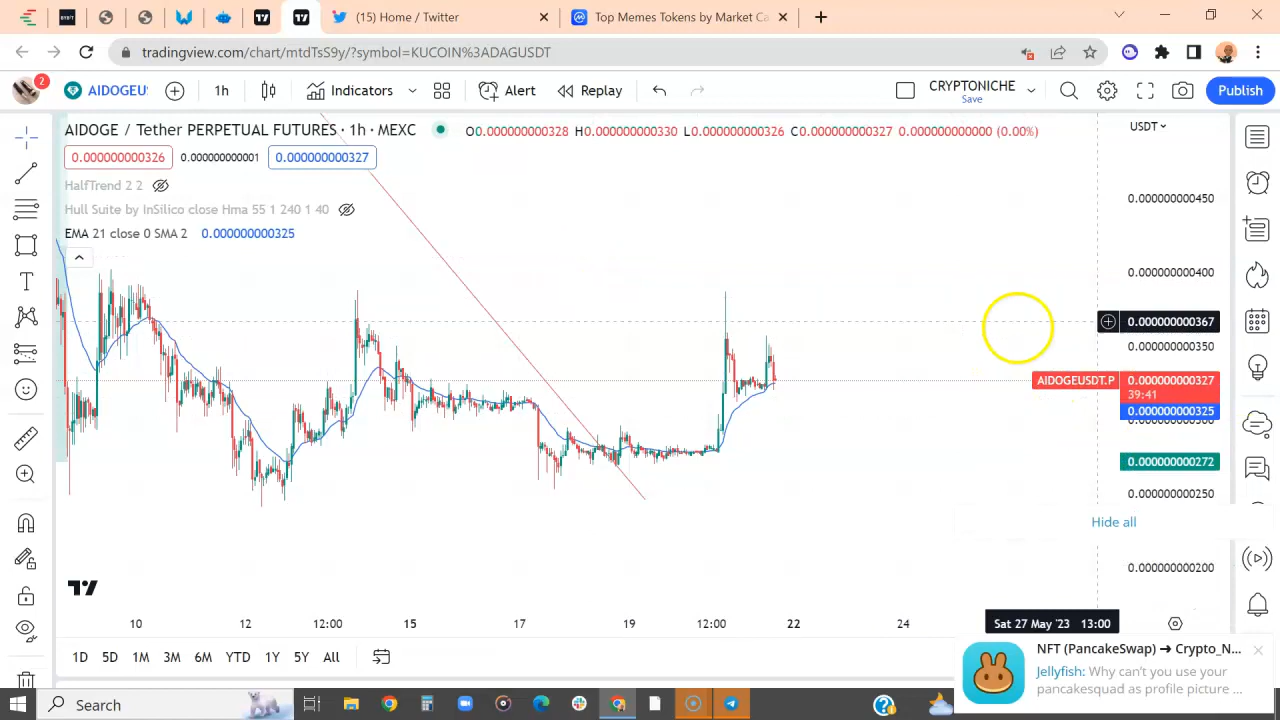 (15) Home / Twitter
Top Memes Tokens by Market Ca
tradingview.com/chart/mtdTsS9y/?symbol=KUCOIN%3ADAGUSDT
2
AIDOGEU
1h
Indicators
Alert
Replay
CRYPTONICHE
Save
Publish
AIDOGE / Tether PERPETUAL FUTURES · 1h · MEXC
O0.000000000328 H0.000000000330 L0.000000000326 C0.000000000327 0.000000000000 (0.00%)
USDT
0.000000000326
0.000000000001
0.000000000327
HalfTrend 2 2
Hull Suite by InSilico close Hma 55 1 240 1 40
EMA 21 close 0 SMA 2 0.000000000325
0.000000000450
0.000000000400
0.000000000367
0.000000000350
AIDOGEUSDT.P
0.000000000327
39:41
0.000000000325
0.000000000272
0.000000000250
Hide all
0.000000000200
10
12
12:00
15
17
19
12:00
22
24
Sat 27 May '23 13:00
1D 5D 1M 3M 6M YTD 1Y 5Y All
NFT (PancakeSwap) ➜ Crypto_N...
Jellyfish: Why can't you use your
pancakesquad as profile picture ...
Search